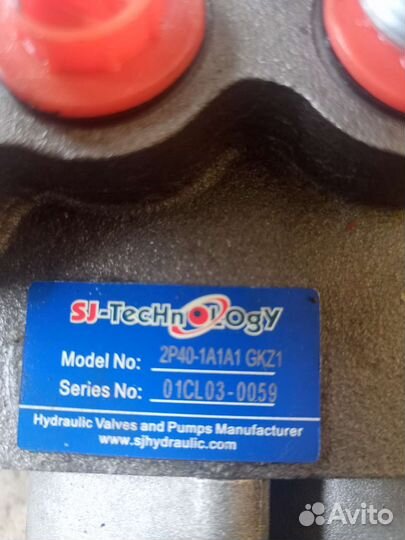 SJ-TecHnOLOgY
Model No: 2P40-1A1A1 GKZ1
Series No: 01CL03-0059
Hydraulic Valves and Pumps Manufacturer
www.sjhydraulic.com
Avito